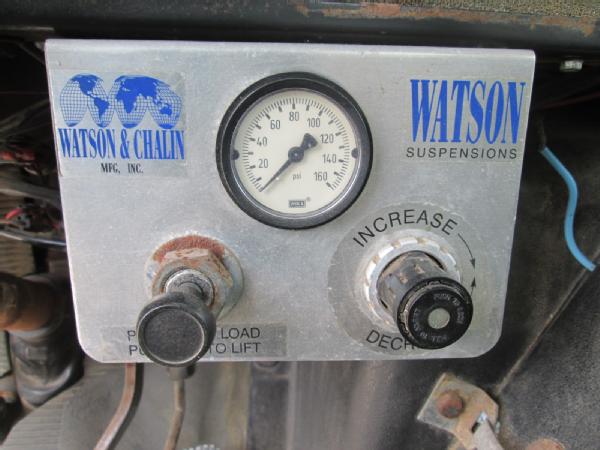 WATSON & CHALIN
MFG, INC.
WATSON
SUSPENSIONS
20
40
60
80
100
120
140
160
psi
INCREASE
LOAD
TO LIFT